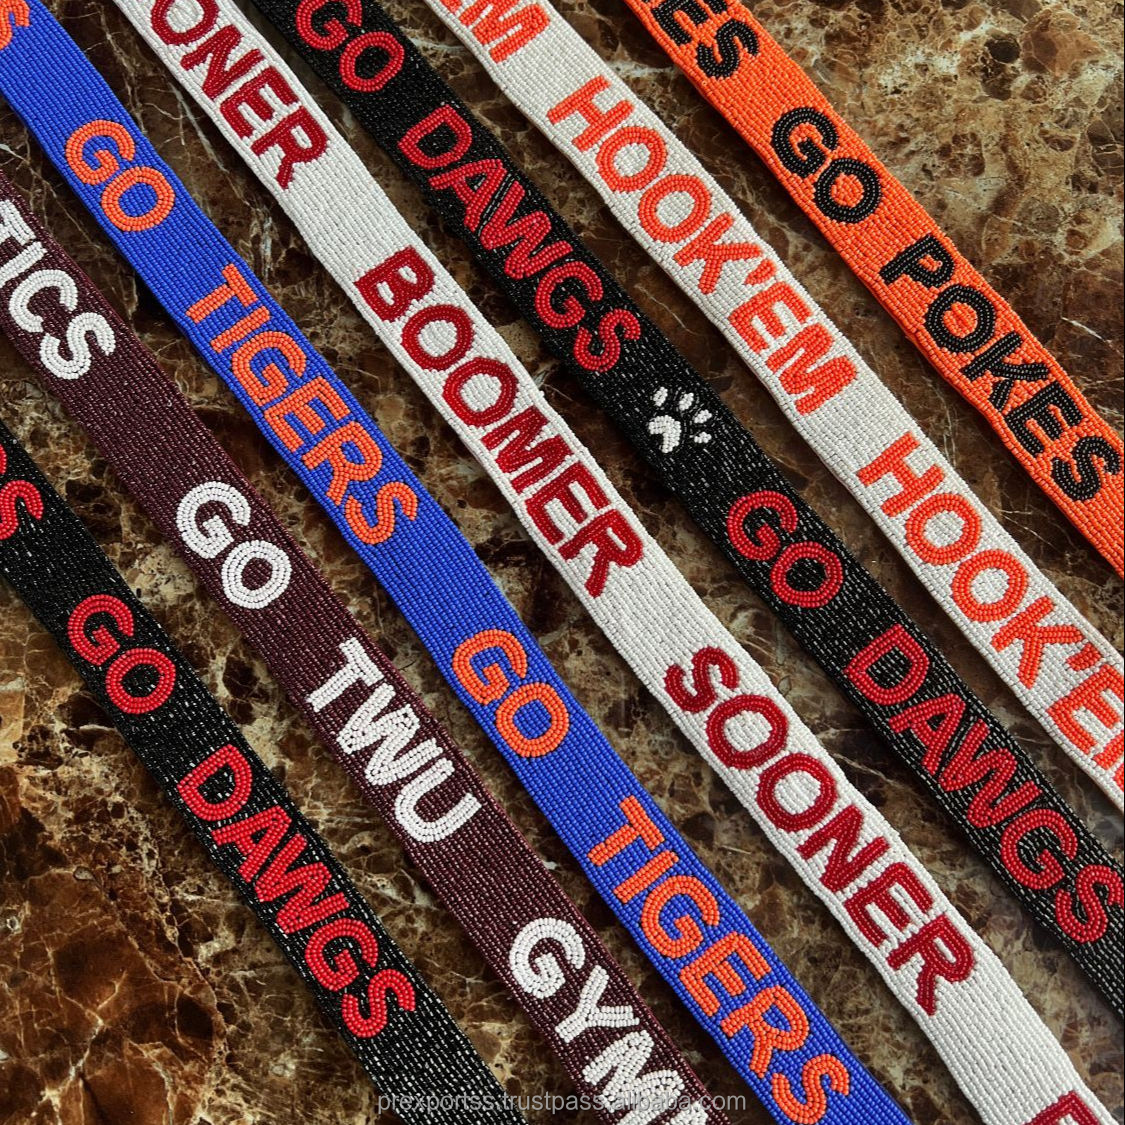 TICS GO TWU GYM
GO DAWGS
GO TIGERS GO TIGERS
SOONER BOOMER SOONER
GO DAWGS GO DAWGS
HOOK'EM HOOK'EM
GO POKES
prexportss.trustpass.alibaba.com